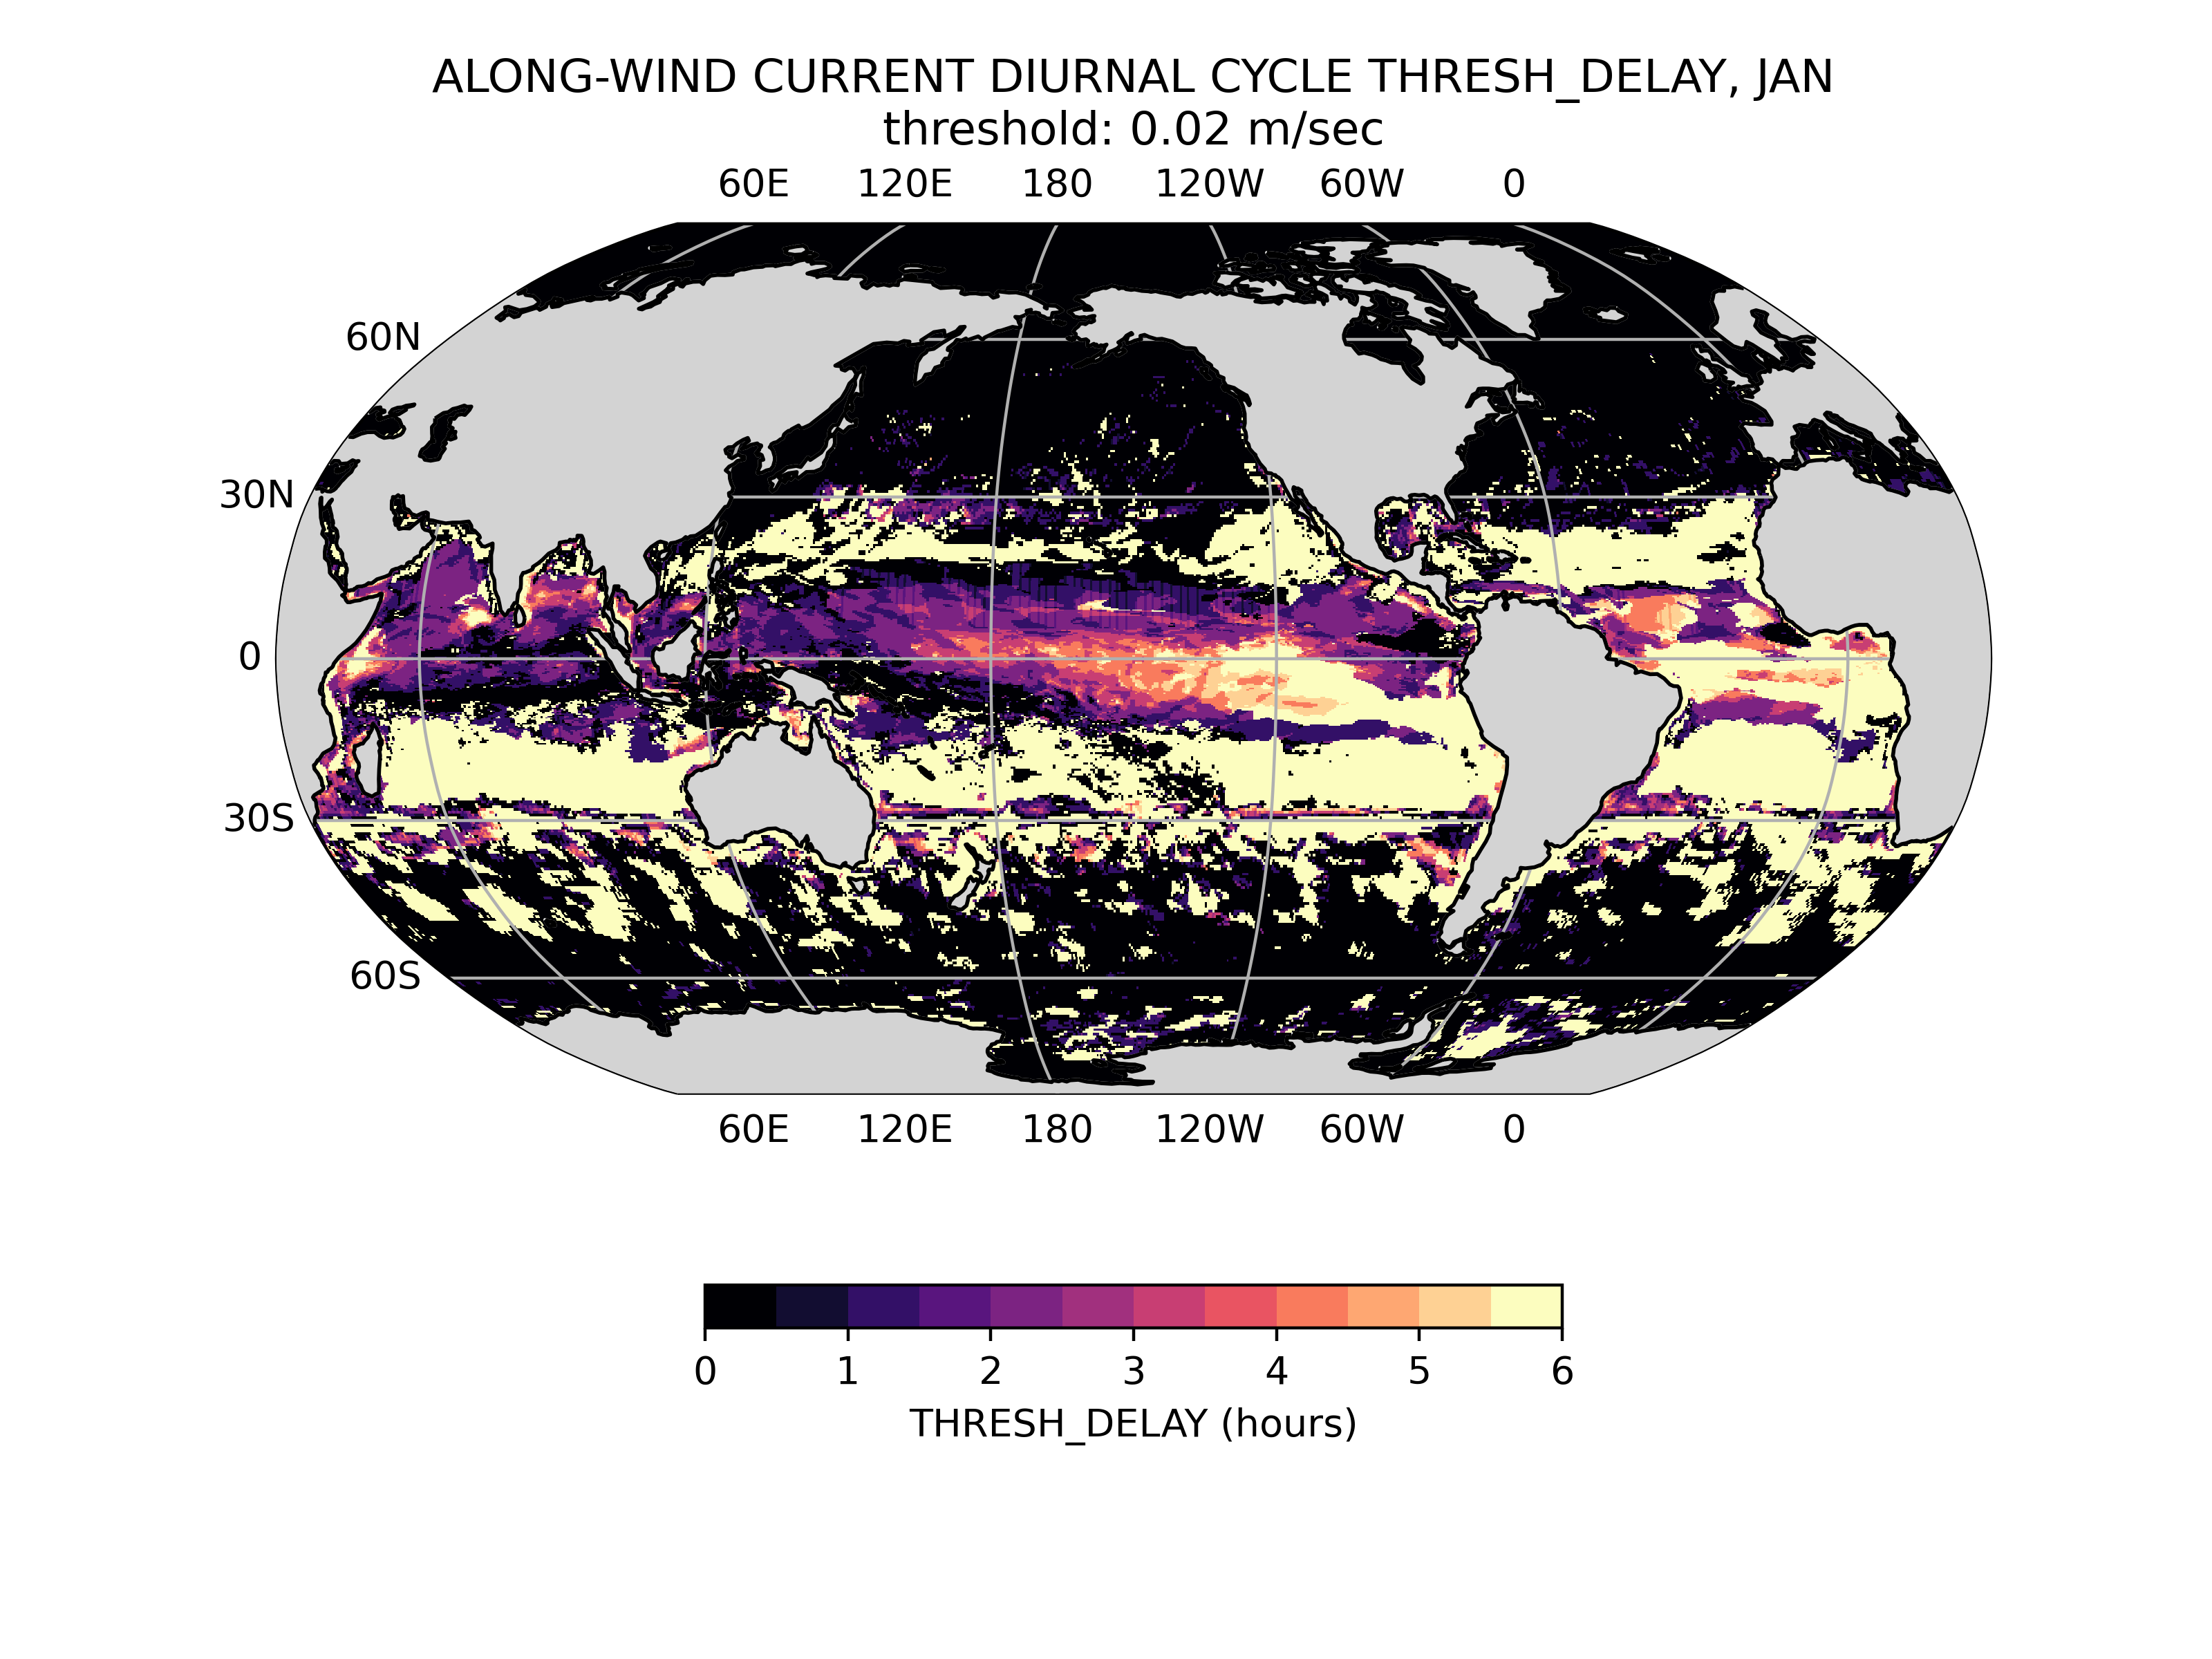 ALONG-WIND CURRENT DIURNAL CYCLE THRESH_DELAY, JAN
threshold: 0.02 m/sec
60E 120E 180 120W 60W 0
60N
30N
0
30S
60S
60E 120E 180 120W 60W 0
0 1 2 3 4 5 6
THRESH_DELAY (hours)